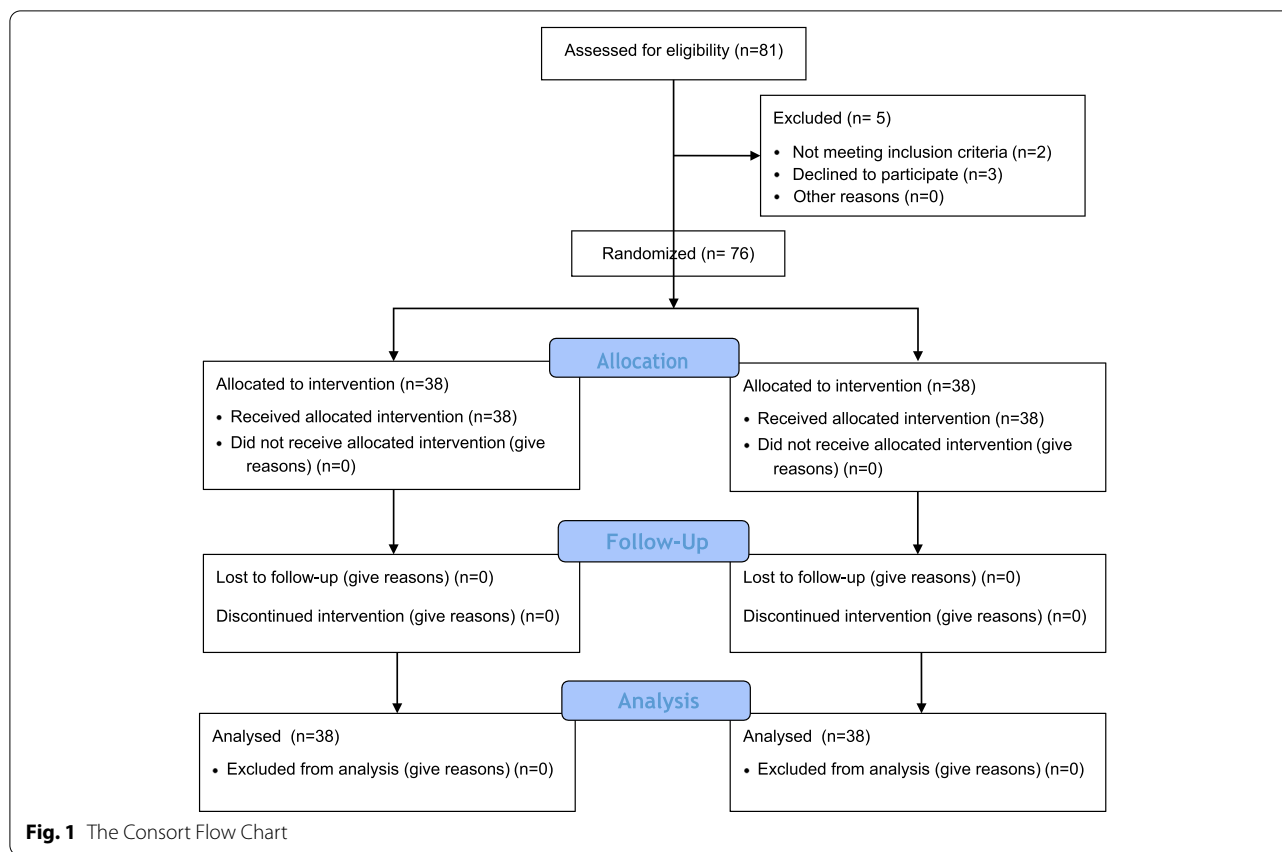 Assessed for eligibility (n=81)
Excluded (n= 5)
• Not meeting inclusion criteria (n=2)
• Declined to participate (n=3)
• Other reasons (n=0)
Randomized (n= 76)
Allocation
Allocated to intervention (n=38)
• Received allocated intervention (n=38)
• Did not receive allocated intervention (give
reasons) (n=0)
Allocated to intervention (n=38)
• Received allocated intervention (n=38)
• Did not receive allocated intervention (give
reasons) (n=0)
Follow-Up
Lost to follow-up (give reasons) (n=0)
Discontinued intervention (give reasons) (n=0)
Lost to follow-up (give reasons) (n=0)
Discontinued intervention (give reasons) (n=0)
Analysis
Analysed (n=38)
• Excluded from analysis (give reasons) (n=0)
Analysed (n=38)
• Excluded from analysis (give reasons) (n=0)
Fig. 1 The Consort Flow Chart